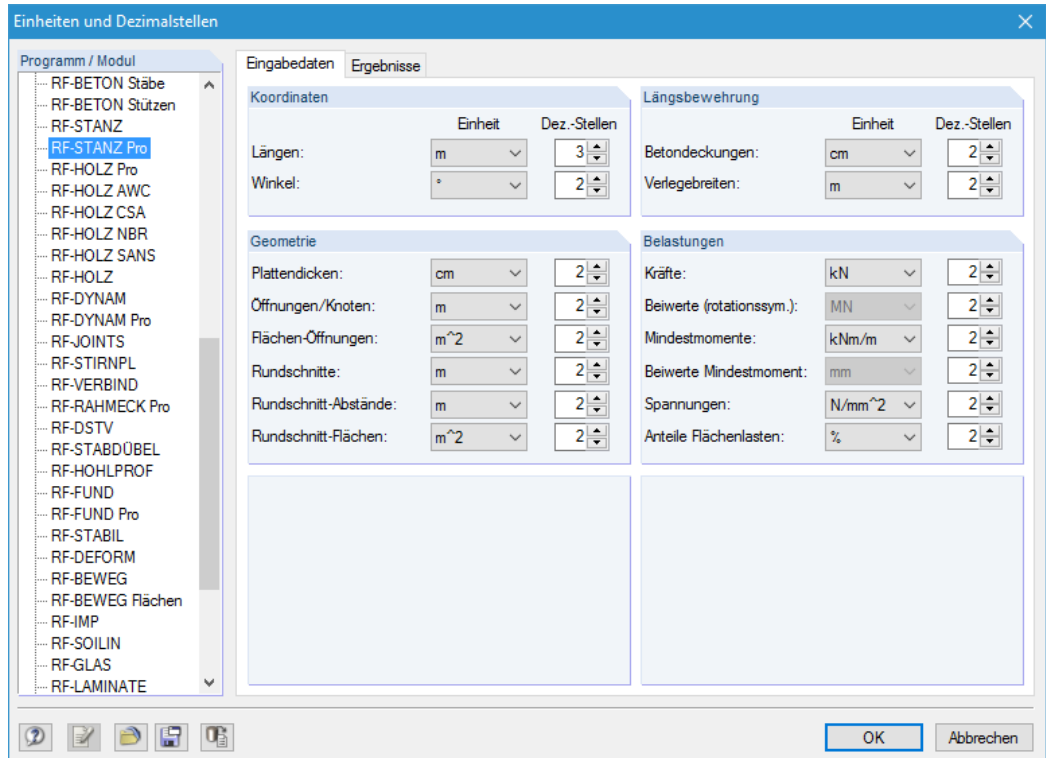 Einheiten und Dezimalstellen
Programm / Modul
RF-BETON Stäbe
RF-BETON Stützen
RF-STANZ
RF-STANZ Pro
RF-HOLZ Pro
RF-HOLZ AWC
RF-HOLZ CSA
RF-HOLZ NBR
RF-HOLZ SANS
RF-HOLZ
RF-DYNAM
RF-DYNAM Pro
RF-JOINTS
RF-STIRNPL
RF-VERBIND
RF-RAHMECK Pro
RF-DSTV
RF-STABDÜBEL
RF-HOHLPROF
RF-FUND
RF-FUND Pro
RF-STABIL
RF-DEFORM
RF-BEWEG
RF-BEWEG Flächen
RF-IMP
RF-SOILIN
RF-GLAS
RF-LAMINATE
Eingabedaten Ergebnisse
Koordinaten
Einheit Dez.-Stellen
Längen: m 3
Winkel: ° 2
Geometrie
Plattendicken: cm 2
Öffnungen/Knoten: m 2
Flächen-Öffnungen: m^2 2
Rundschnitte: m 2
Rundschnitt-Abstände: m 2
Rundschnitt-Flächen: m^2 2
Längsbewehrung
Einheit Dez.-Stellen
Betondeckungen: cm 2
Verlegebreiten: m 2
Belastungen
Kräfte: kN 2
Beiwerte (rotationssym.): MN 2
Mindestmomente: kNm/m 2
Beiwerte Mindestmoment: mm 2
Spannungen: N/mm^2 2
Anteile Flächenlasten: % 2
OK Abbrechen